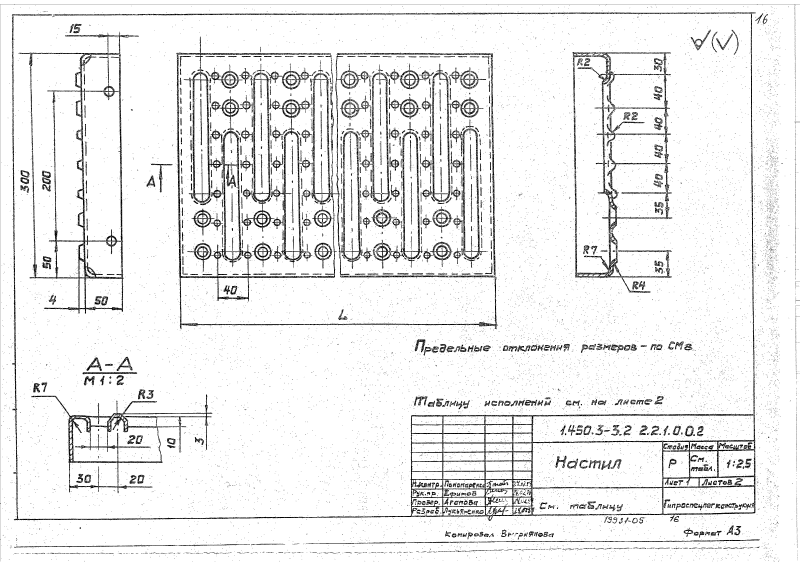 16
15
√(√)
300
200
50
4
50
А
А
40
L
R2
R2
R7
R4
30
40
40
40
40
35
35
Предельные отклонения размеров - по СМ8
А-А
М 1:2
R7
R3
20
10
3
30
20
Таблицу исполнений см. на листе 2
1.450.3-3.2 2.2.1.0.0.2
Настил
Стадия Масса Масштаб
Р См. табл. 1:2,5
Лист 1 Листов 2
Н.контр. Пономаренко
Рук.пр. Ефимов
Провер. Агапова
Разраб. Лукьяненко
См. таблицу
Гипроспецлегконструкция
19931-05 16
Копировал
Формат А3